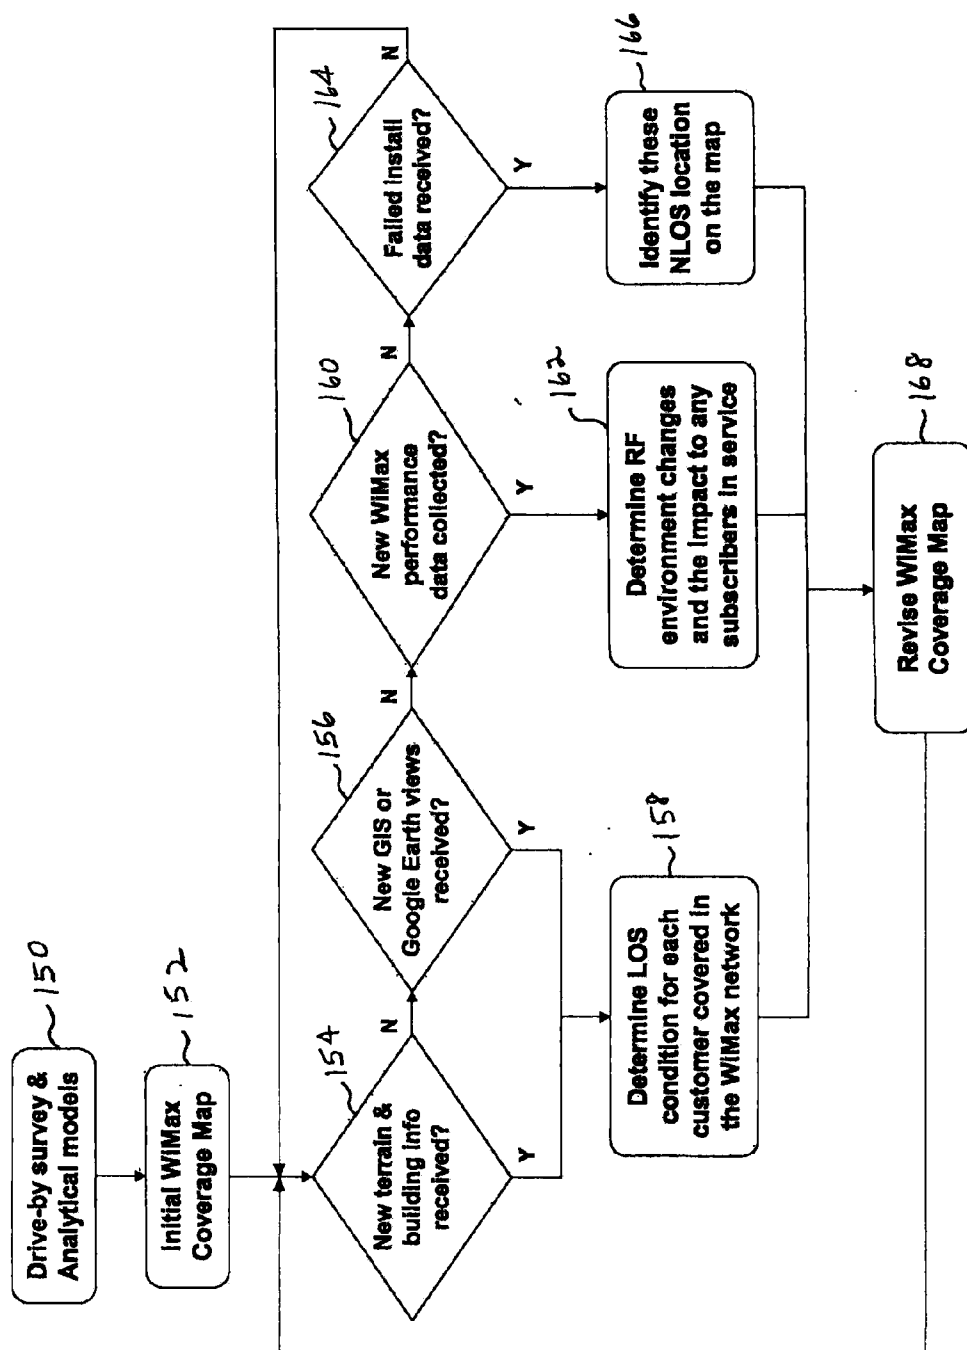 Drive-by survey &
Analytical models
150
Initial WiMax
Coverage Map
152
New terrain &
building info
received?
154
N
Y
New GIS or
Google Earth views
received?
156
N
Y
Determine LOS
condition for each
customer covered in
the WiMax network
158
New WiMax
performance
data collected?
160
N
Y
Determine RF
environment changes
and the impact to any
subscribers in service
162
Failed install
data received?
164
N
Y
Identify these
NLOS location
on the map
166
Revise WiMax
Coverage Map
168